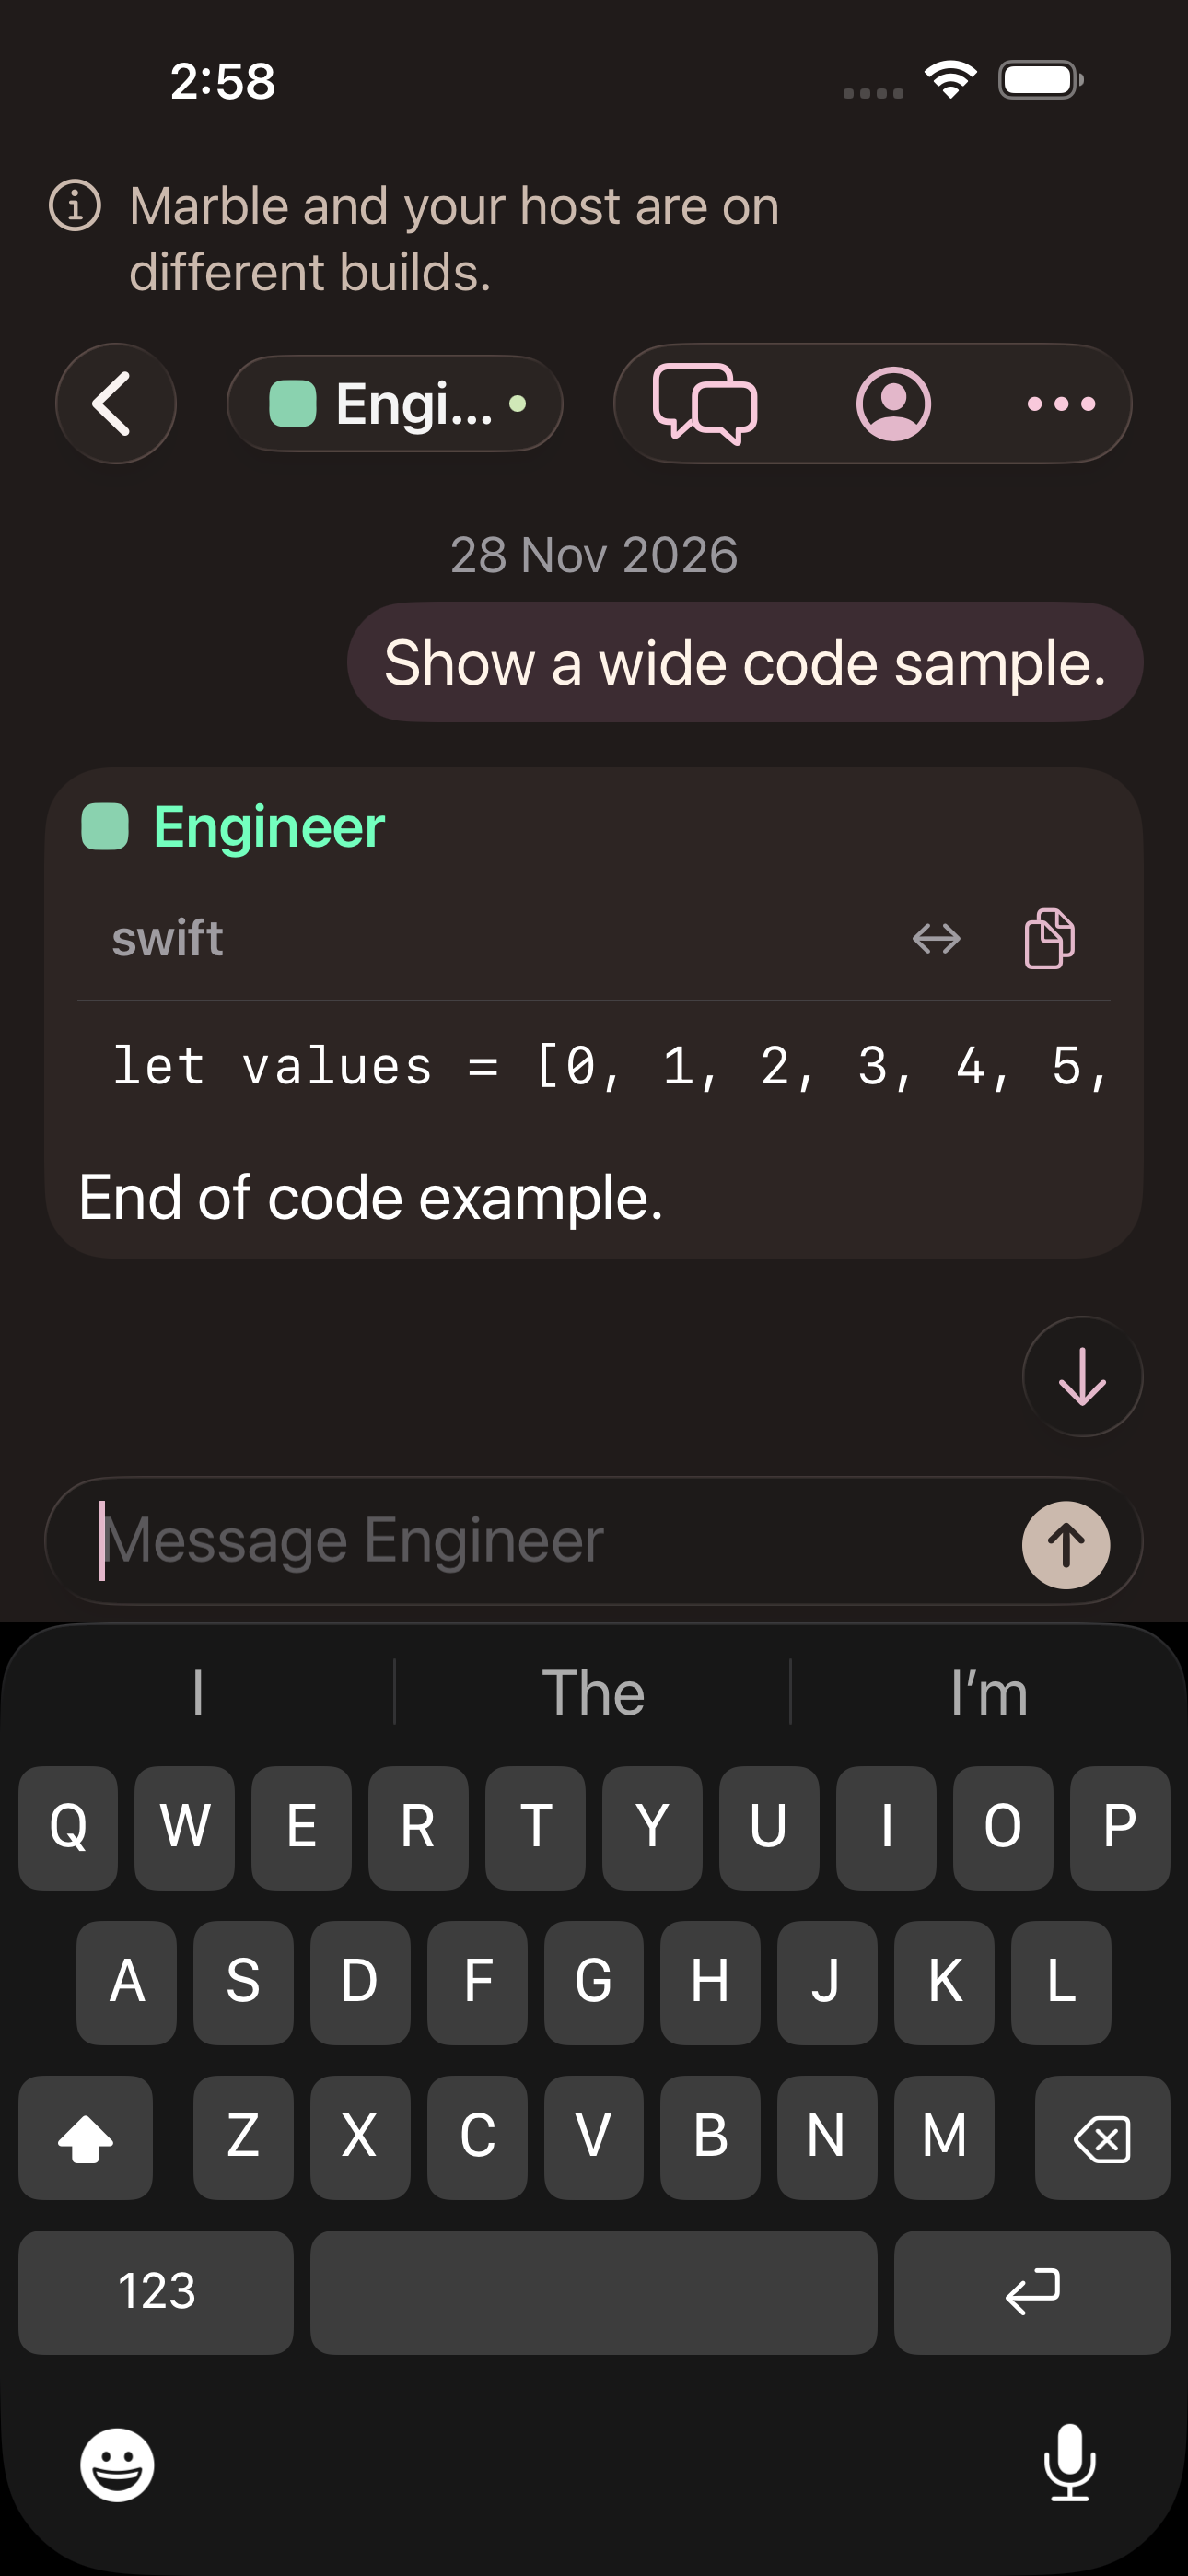 2:58
Marble and your host are on
different builds.
Engi...
28 Nov 2026
Show a wide code sample.
Engineer
swift
let values = [0, 1, 2, 3, 4, 5,
End of code example.
Message Engineer
I The I’m
Q W E R T Y U I O P
A S D F G H J K L
Z X C V B N M
123